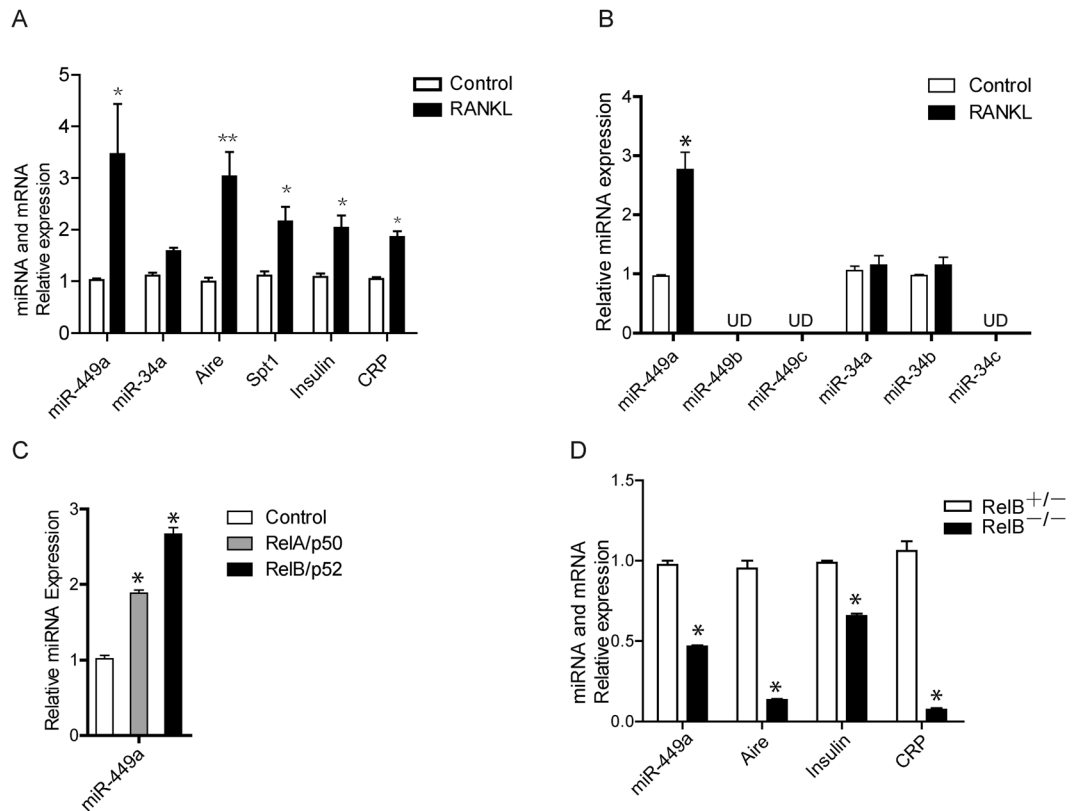 A
miRNA and mRNA
Relative expression
5
4
3
2
1
0
Control
RANKL
*
**
*
*
*
miR-449a
miR-34a
Aire
Spt1
Insulin
CRP
B
Relative miRNA expression
4
3
2
1
0
Control
RANKL
*
UD
UD
UD
miR-449a
miR-449b
miR-449c
miR-34a
miR-34b
miR-34c
C
Relative miRNA Expression
3
2
1
0
Control
RelA/p50
RelB/p52
*
*
miR-449a
D
miRNA and mRNA
Relative expression
1.5
1.0
0.5
0.0
RelB+/−
RelB−/−
*
*
*
*
miR-449a
Aire
Insulin
CRP